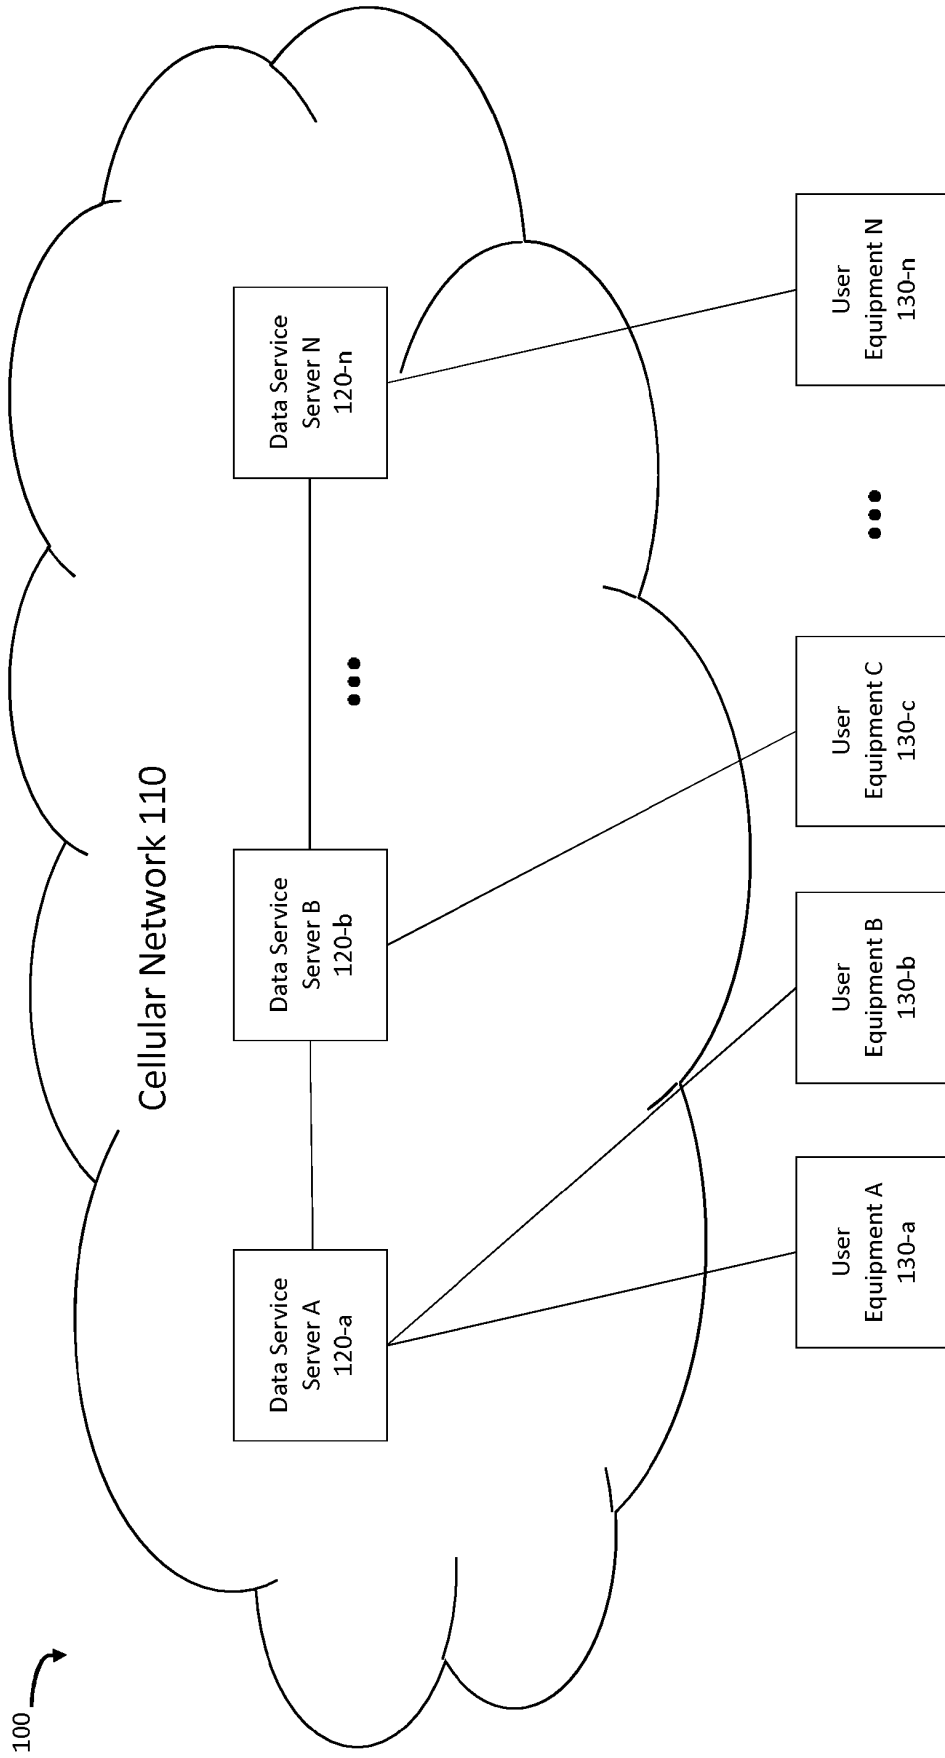 100
Cellular Network 110
Data Service
Server A
120-a
Data Service
Server B
120-b
Data Service
Server N
120-n
User
Equipment A
130-a
User
Equipment B
130-b
User
Equipment C
130-c
User
Equipment N
130-n